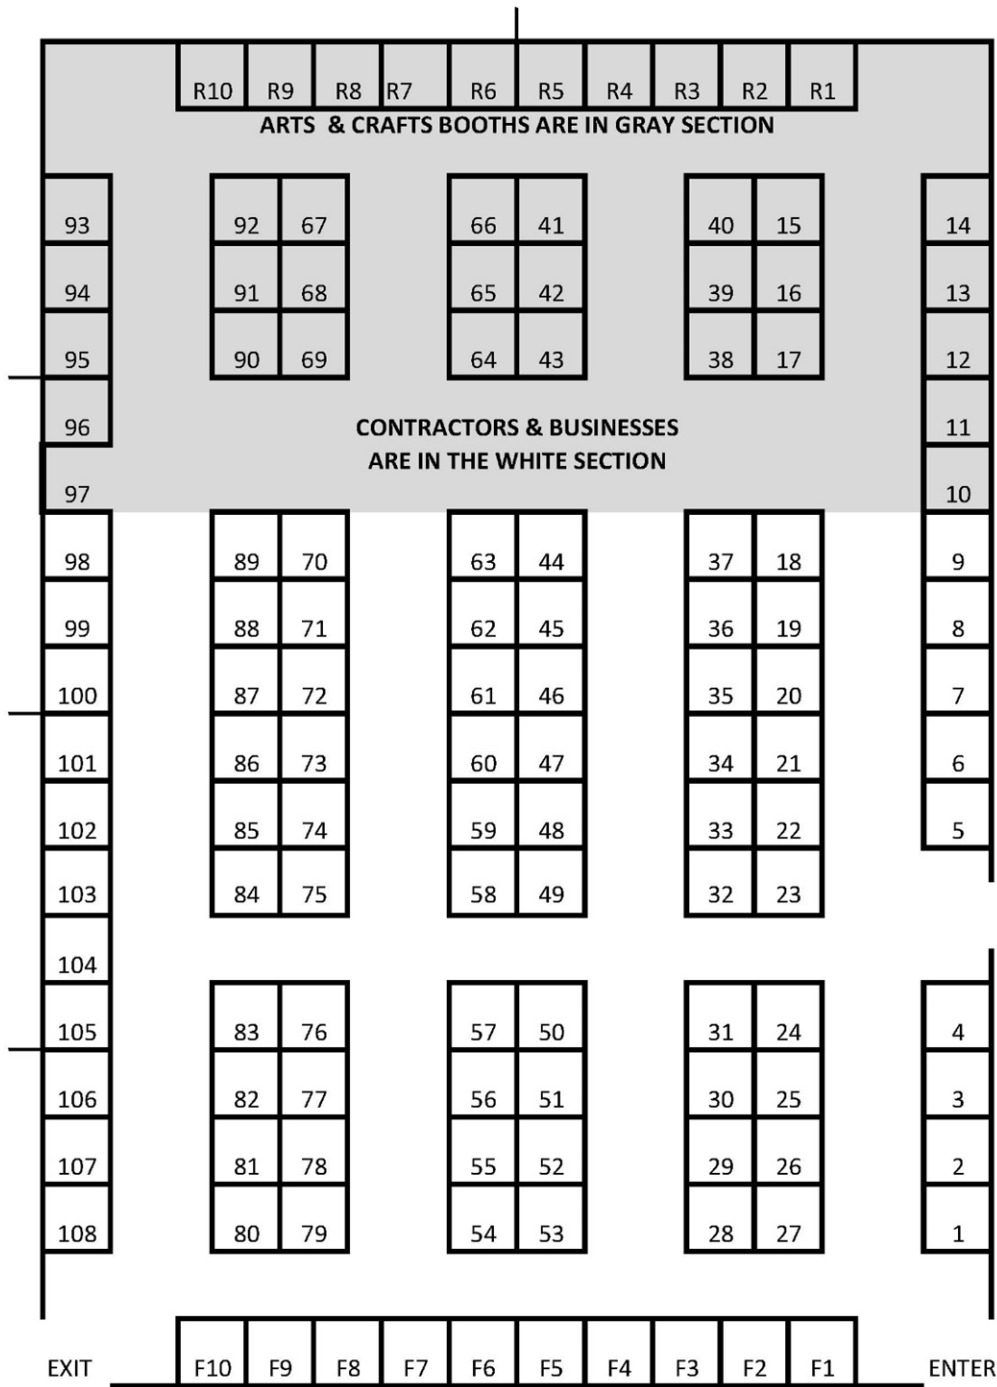 R10 R9 R8 R7 R6 R5 R4 R3 R2 R1
ARTS & CRAFTS BOOTHS ARE IN GRAY SECTION
93 92 67 66 41 40 15 14
94 91 68 65 42 39 16 13
95 90 69 64 43 38 17 12
96 CONTRACTORS & BUSINESSES 11
ARE IN THE WHITE SECTION
97 10
98 89 70 63 44 37 18 9
99 88 71 62 45 36 19 8
100 87 72 61 46 35 20 7
101 86 73 60 47 34 21 6
102 85 74 59 48 33 22 5
103 84 75 58 49 32 23
104
105 83 76 57 50 31 24 4
106 82 77 56 51 30 25 3
107 81 78 55 52 29 26 2
108 80 79 54 53 28 27 1
EXIT F10 F9 F8 F7 F6 F5 F4 F3 F2 F1 ENTER